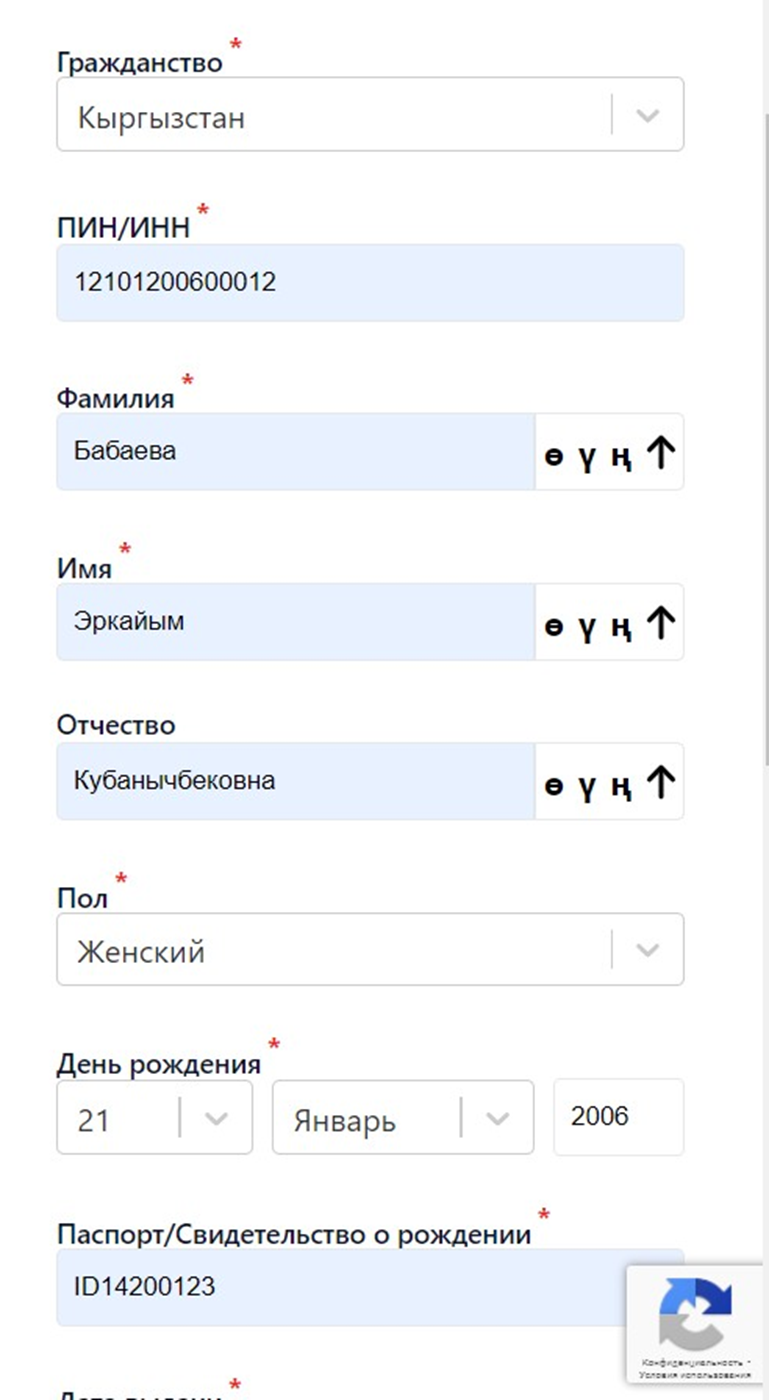 Гражданство *
Кыргызстан
ПИН/ИНН *
12101200600012
Фамилия *
Бабаева
ө ү ң ↑
Имя *
Эркайым
ө ү ң ↑
Отчество
Кубанычбековна
ө ү ң ↑
Пол *
Женский
День рождения *
21 Январь 2006
Паспорт/Свидетельство о рождении *
ID14200123
Конфиденциальность -
Условия использования